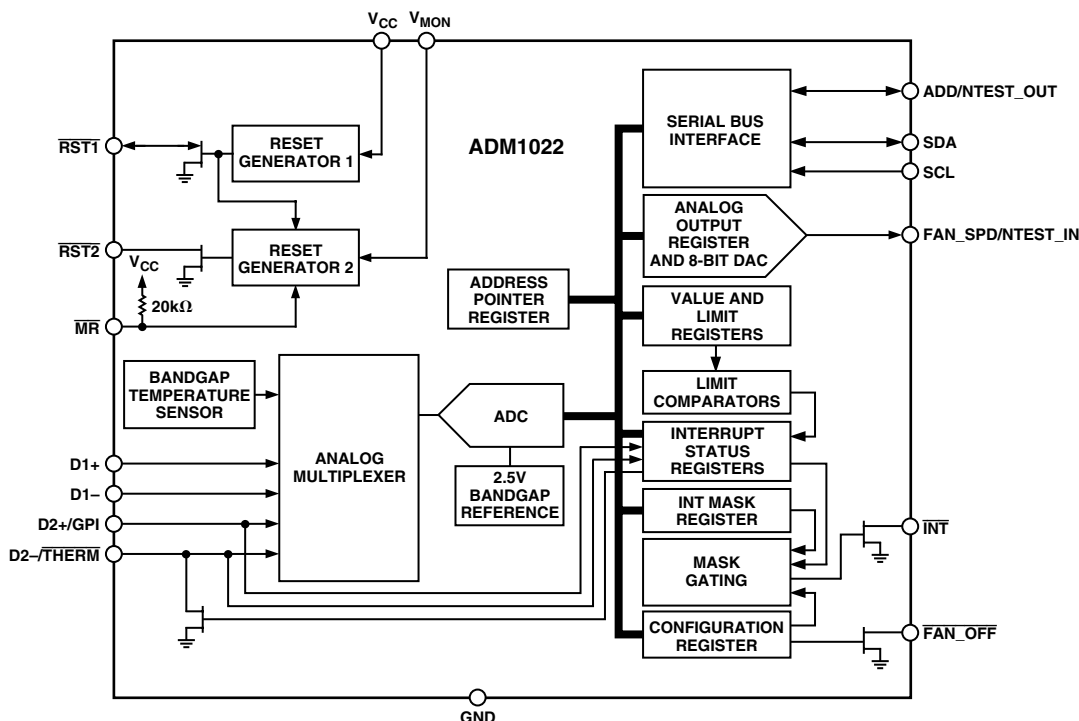 VCC
VMON
RST1
RESET
GENERATOR 1
ADM1022
SERIAL BUS
INTERFACE
ADD/NTEST_OUT
SDA
SCL
RST2
VCC
20kΩ
MR
RESET
GENERATOR 2
ANALOG
OUTPUT
REGISTER
AND 8-BIT DAC
FAN_SPD/NTEST_IN
ADDRESS
POINTER
REGISTER
VALUE AND
LIMIT
REGISTERS
LIMIT
COMPARATORS
BANDGAP
TEMPERATURE
SENSOR
ANALOG
MULTIPLEXER
ADC
2.5V
BANDGAP
REFERENCE
INTERRUPT
STATUS
REGISTERS
D1+
D1–
D2+/GPI
D2–/THERM
INT MASK
REGISTER
MASK
GATING
INT
CONFIGURATION
REGISTER
FAN_OFF
GND